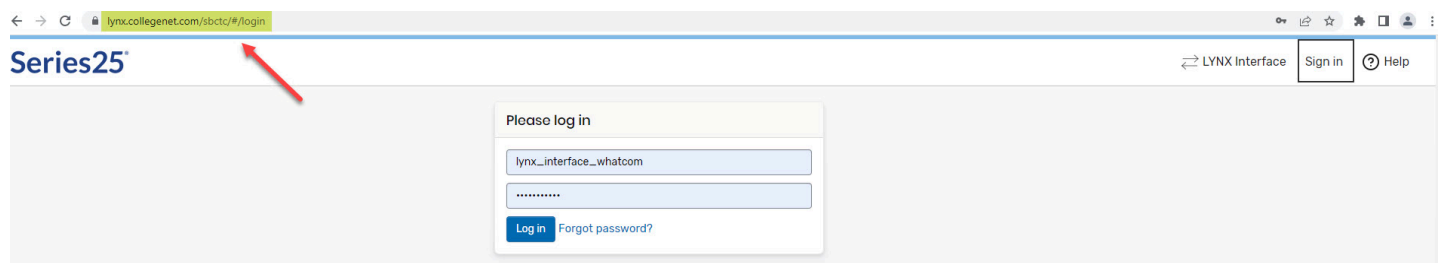 lynx.collegenet.com/sbctc/#/login
Series25®
LYNX Interface
Sign in
? Help
Please log in
lynx_interface_whatcom
•••••••••••
Log in
Forgot password?